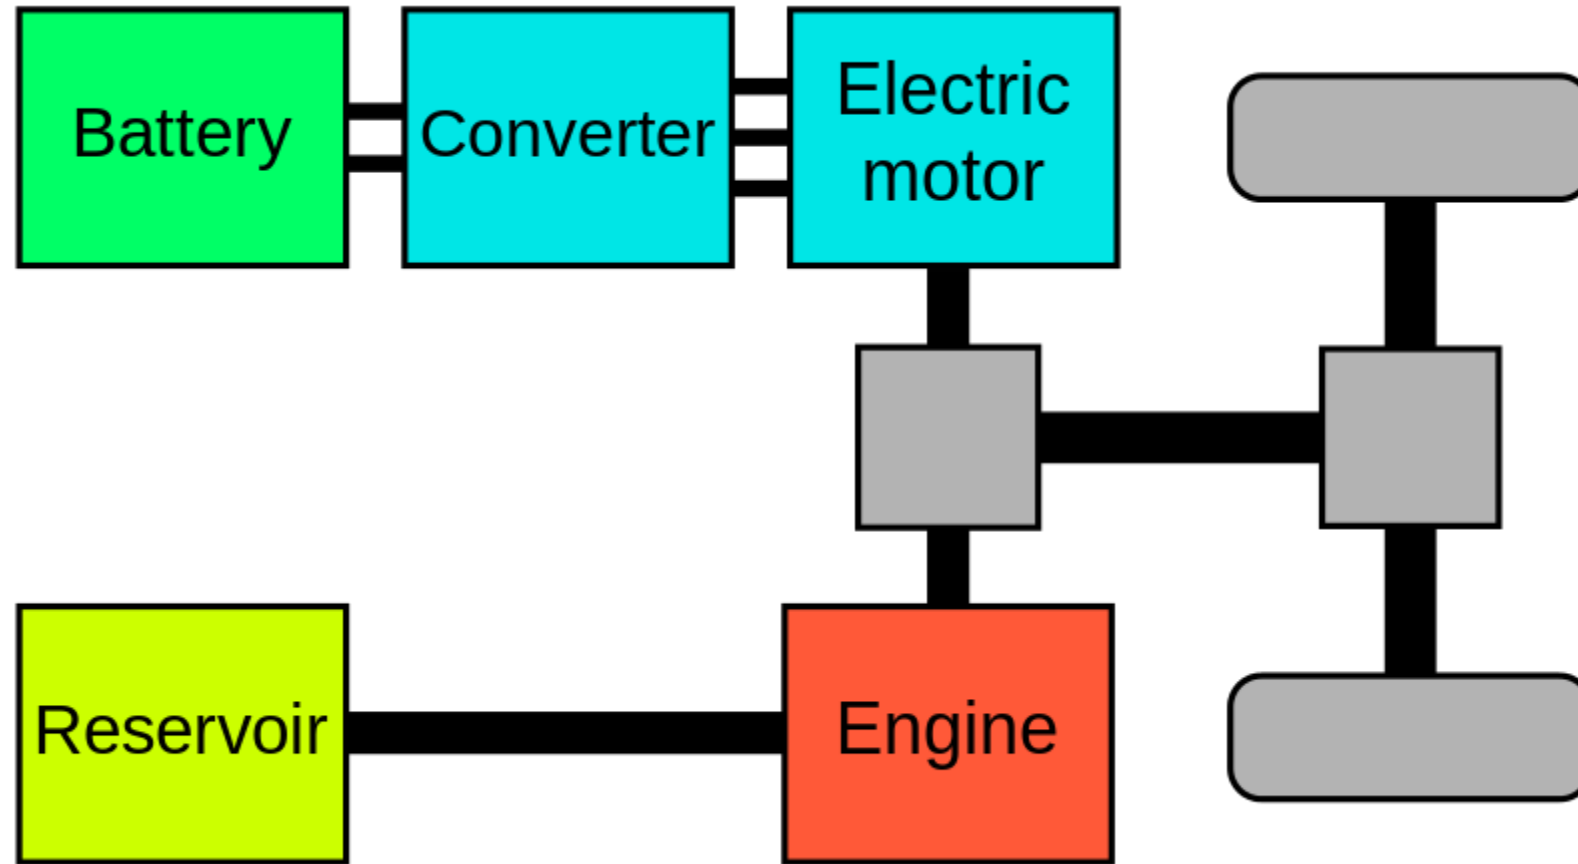 Battery
Converter
Electric
motor
Reservoir
Engine